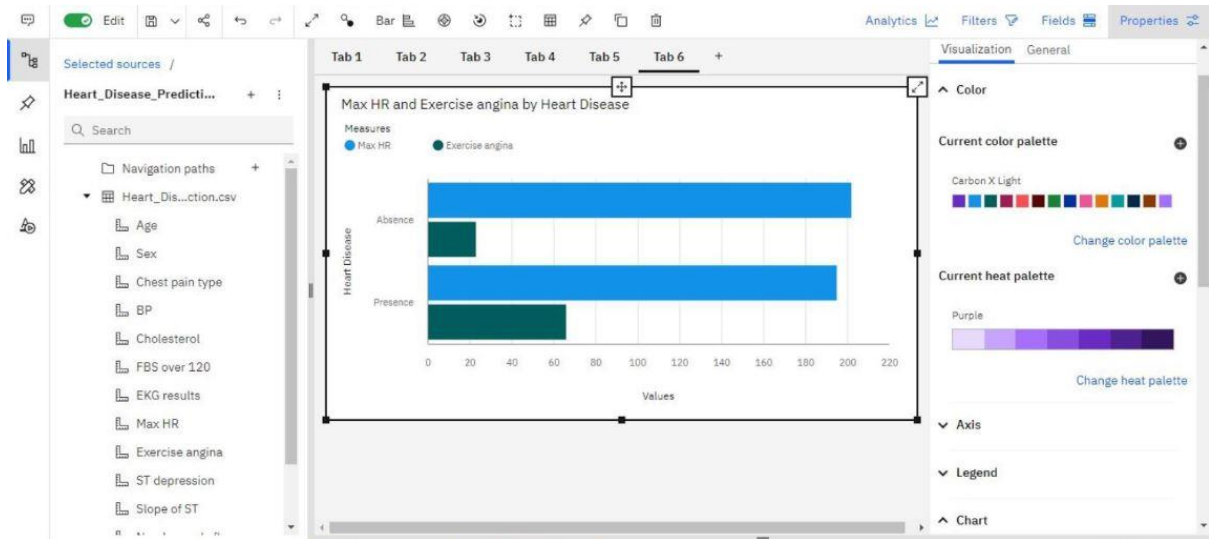 Edit
Bar
Analytics
Filters
Fields
Properties
Selected sources /
Heart_Disease_Predicti...
Search
Navigation paths
Heart_Dis...ction.csv
Age
Sex
Chest pain type
BP
Cholesterol
FBS over 120
EKG results
Max HR
Exercise angina
ST depression
Slope of ST
Tab 1 Tab 2 Tab 3 Tab 4 Tab 5 Tab 6 +
Max HR and Exercise angina by Heart Disease
Measures
Max HR Exercise angina
Heart Disease
Absence
Presence
0 20 40 60 80 100 120 140 160 180 200 220
Values
Visualization General
Color
Current color palette
Carbon X Light
Change color palette
Current heat palette
Purple
Change heat palette
Axis
Legend
Chart